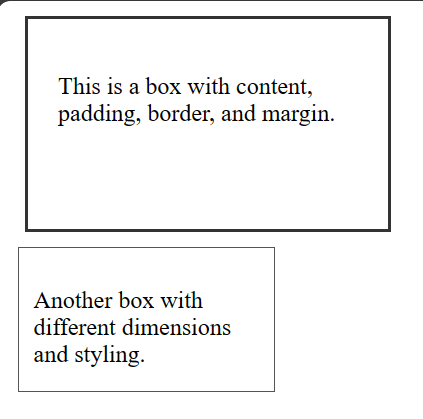 This is a box with content,
padding, border, and margin.
Another box with
different dimensions
and styling.